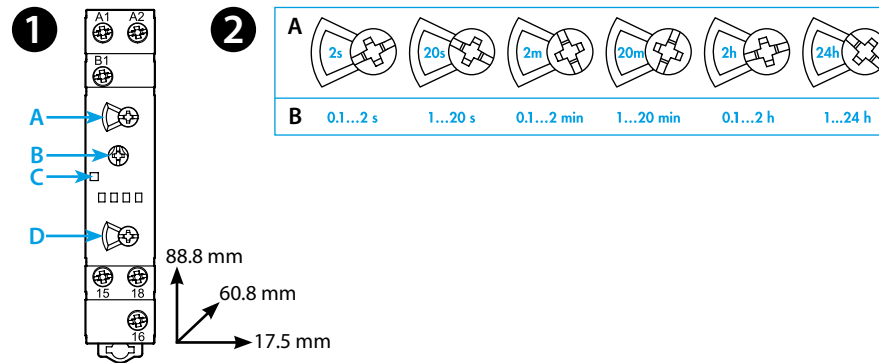 1
A1 A2
B1
A
B
C
D
15 18
16
88.8 mm
60.8 mm
17.5 mm
2
A 2s 20s 2m 20m 2h 24h
B 0.1...2 s 1...20 s 0.1...2 min 1...20 min 0.1...2 h 1...24 h